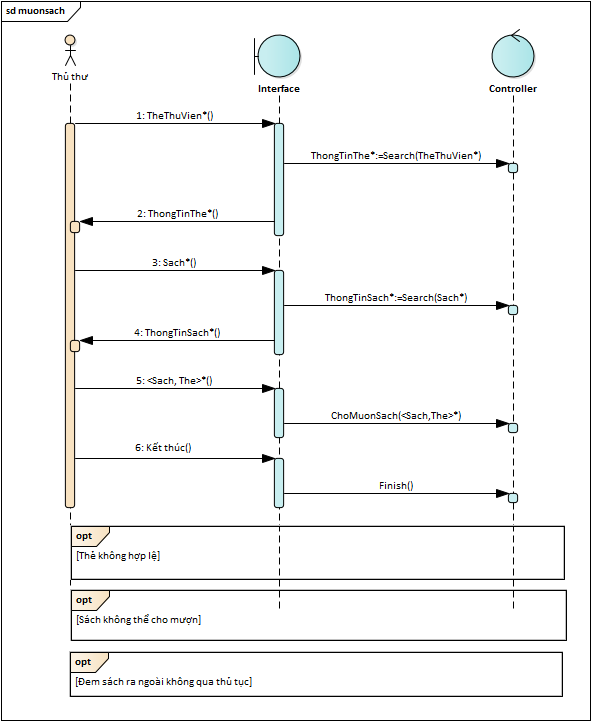 sd muonsach
Thủ thư
Interface
Controller
1: TheThuVien*()
ThongTinThe*:=Search(TheThuVien*)
2: ThongTinThe*()
3: Sach*()
ThongTinSach*:=Search(Sach*)
4: ThongTinSach*()
5: <Sach, The>*()
ChoMuonSach(<Sach,The>*)
6: Kết thúc()
Finish()
opt
[Thẻ không hợp lệ]
opt
[Sách không thể cho mượn]
opt
[Đem sách ra ngoài không qua thủ tục]